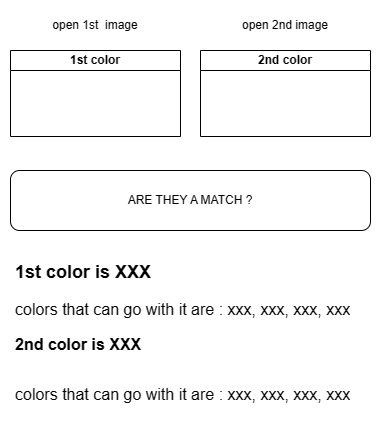 open 1st  image
open 2nd image
1st color
2nd color
ARE THEY A MATCH ?
1st color is XXX
colors that can go with it are : xxx, xxx, xxx, xxx
2nd color is XXX
colors that can go with it are : xxx, xxx, xxx, xxx